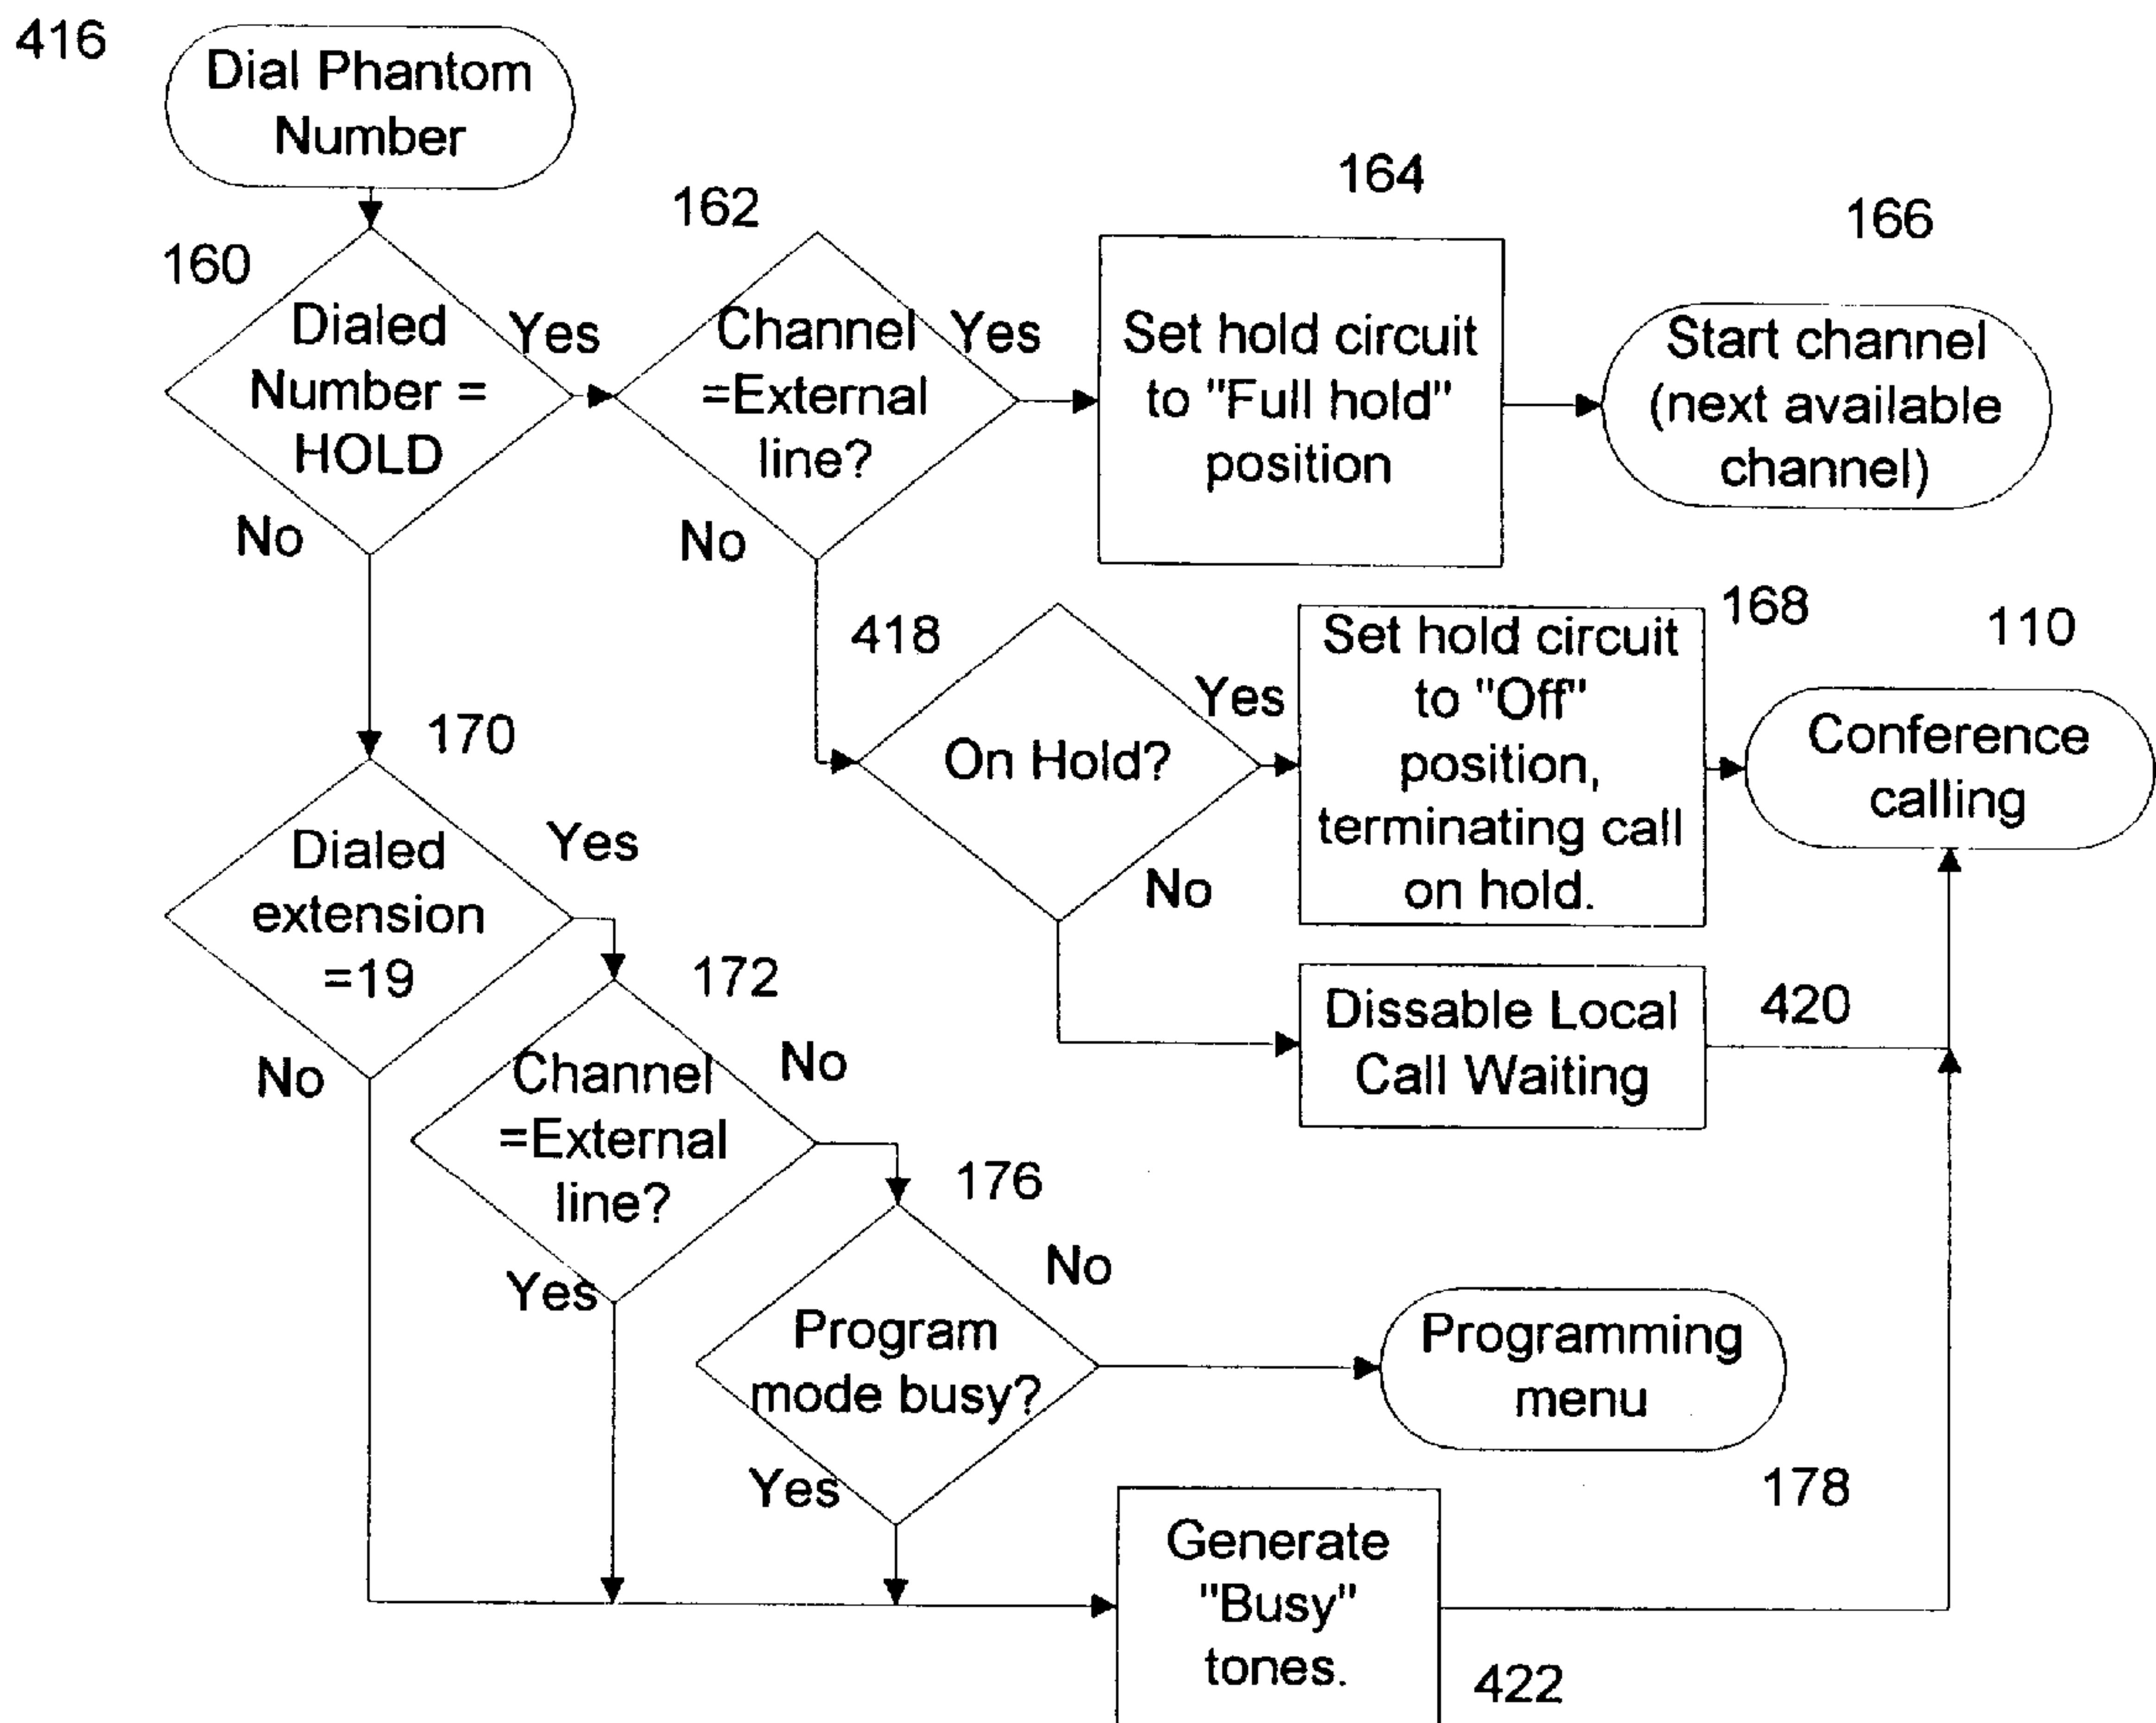 416
Dial Phantom
Number
160
Dialed
Number =
HOLD
Yes
No
162
Channel
=External
line?
Yes
No
164
Set hold circuit
to "Full hold"
position
166
Start channel
(next available
channel)
418
On Hold?
Yes
No
168
Set hold circuit
to "Off"
position,
terminating call
on hold.
110
Conference
calling
170
Dialed
extension
=19
Yes
No
420
Dissable Local
Call Waiting
172
Channel
=External
line?
No
Yes
176
Program
mode busy?
No
Yes
Programming
menu
178
Generate
"Busy"
tones.
422